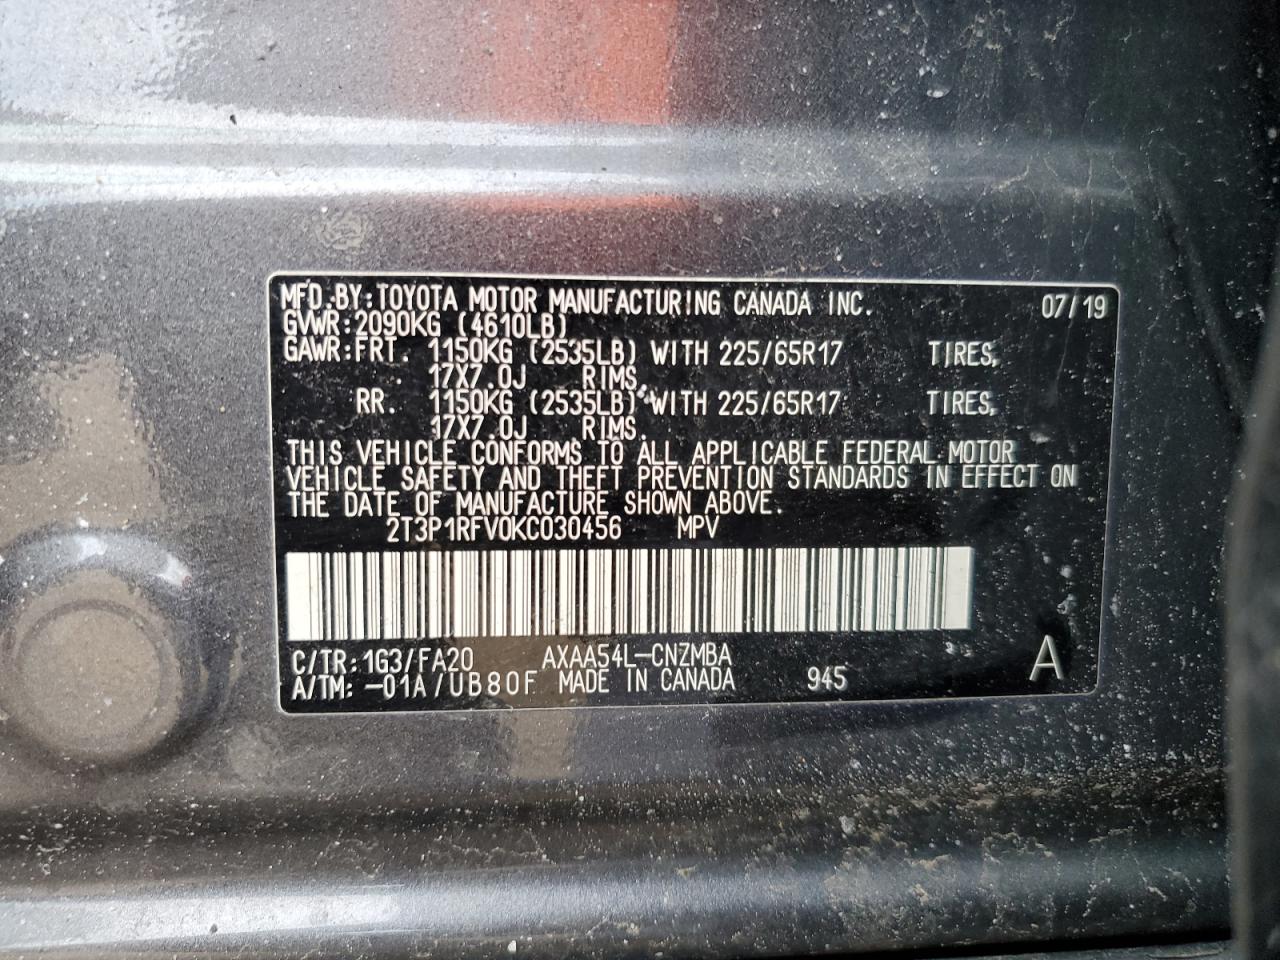 MFD.BY:TOYOTA MOTOR MANUFACTURING CANADA INC. 07/19
GVWR:2090KG (4610LB)
GAWR:FRT. 1150KG (2535LB) WITH 225/65R17 TIRES,
17X7.0J RIMS,
RR. 1150KG (2535LB) WITH 225/65R17 TIRES,
17X7.0J RIMS.
THIS VEHICLE CONFORMS TO ALL APPLICABLE FEDERAL MOTOR
VEHICLE SAFETY AND THEFT PREVENTION STANDARDS IN EFFECT ON
THE DATE OF MANUFACTURE SHOWN ABOVE.
2T3P1RFV0KC030456 MPV
C/TR:1G3/FA20 AXAA54L-CNZMBA A
A/TM:-01A/UB80F MADE IN CANADA 945